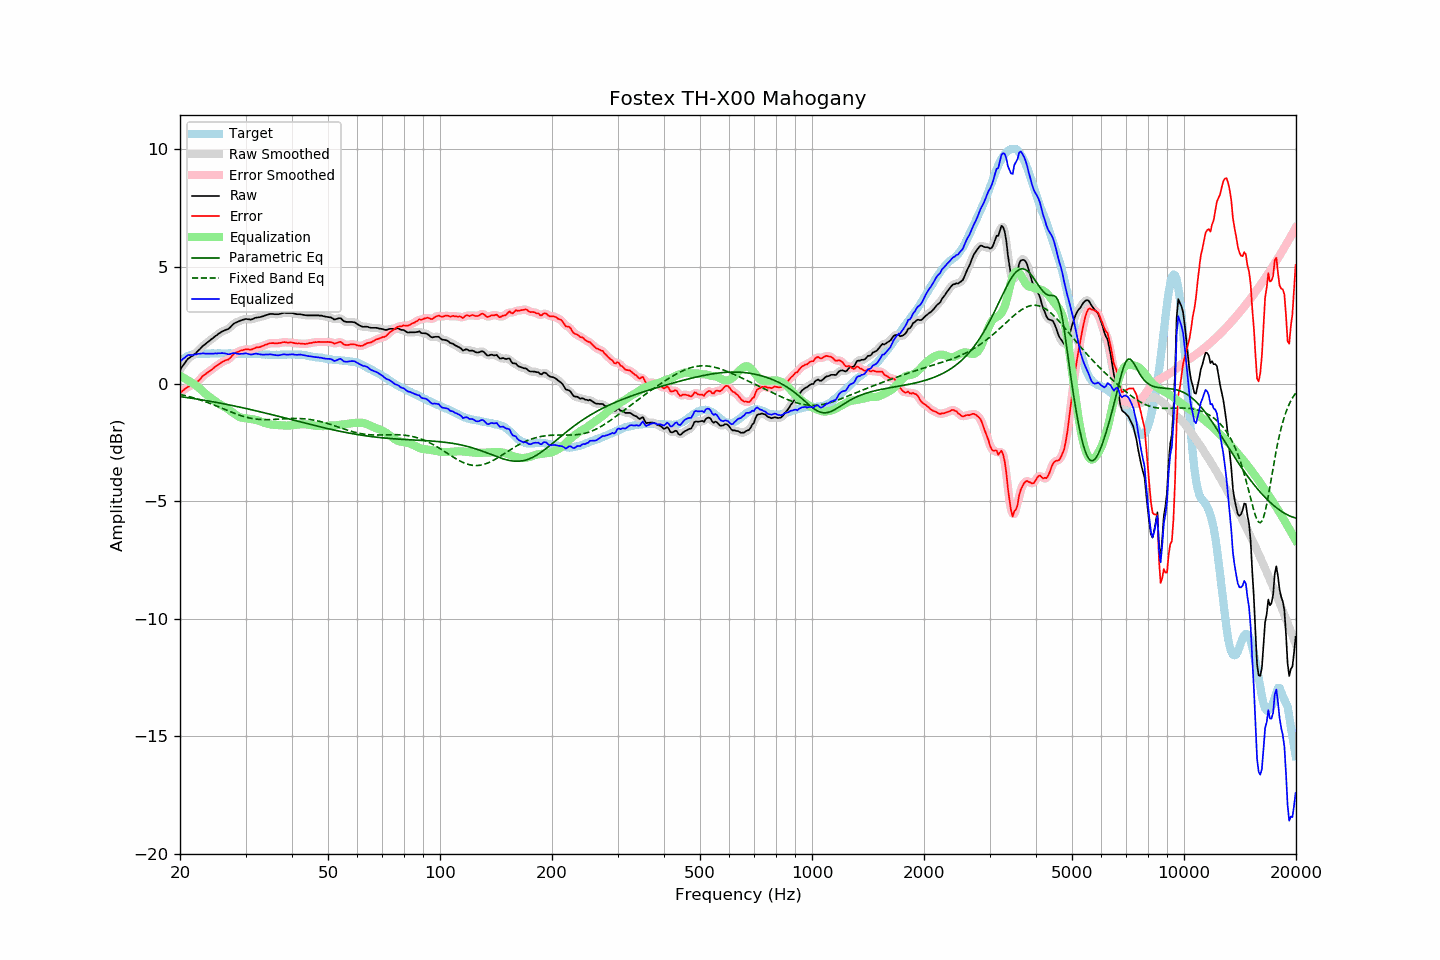 Fostex TH-X00 Mahogany
Target
Raw Smoothed
Error Smoothed
Raw
Error
Equalization
Parametric Eq
Fixed Band Eq
Equalized
10
5
0
−5
−10
−15
−20
Amplitude (dBr)
20
50
100
200
500
1000
2000
5000
10000
20000
Frequency (Hz)